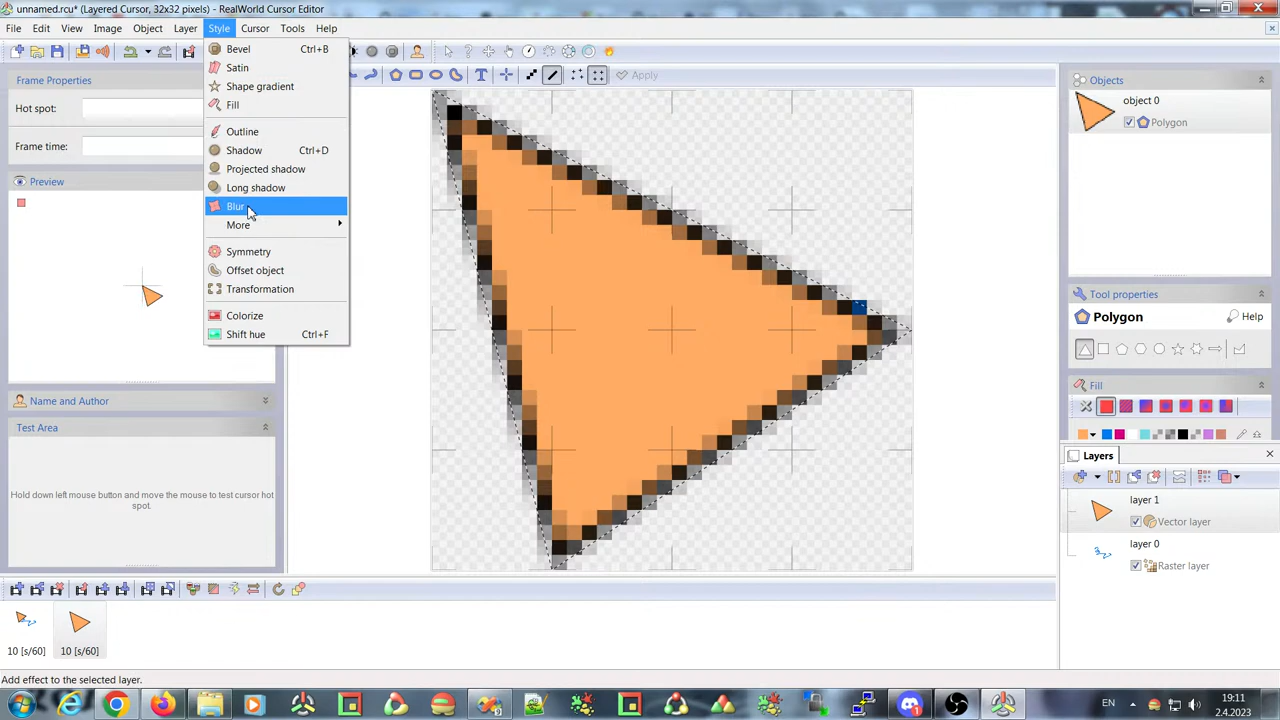 unnamed.rcu* (Layered Cursor, 32x32 pixels) - RealWorld Cursor Editor
File Edit View Image Object Layer Style Cursor Tools Help
Bevel Ctrl+B
Satin
Shape gradient
Fill
Outline
Shadow Ctrl+D
Projected shadow
Long shadow
Blur
More
Symmetry
Offset object
Transformation
Colorize
Shift hue Ctrl+F
Apply
Frame Properties
Hot spot:
Frame time:
Preview
Name and Author
Test Area
Hold down left mouse button and move the mouse to test cursor hot
spot.
Objects
object 0
Polygon
Tool properties
Polygon
Help
Fill
Layers
layer 1
Vector layer
layer 0
Raster layer
10 [s/60] 10 [s/60]
Add effect to the selected layer.
EN
19:11
2.4.2023